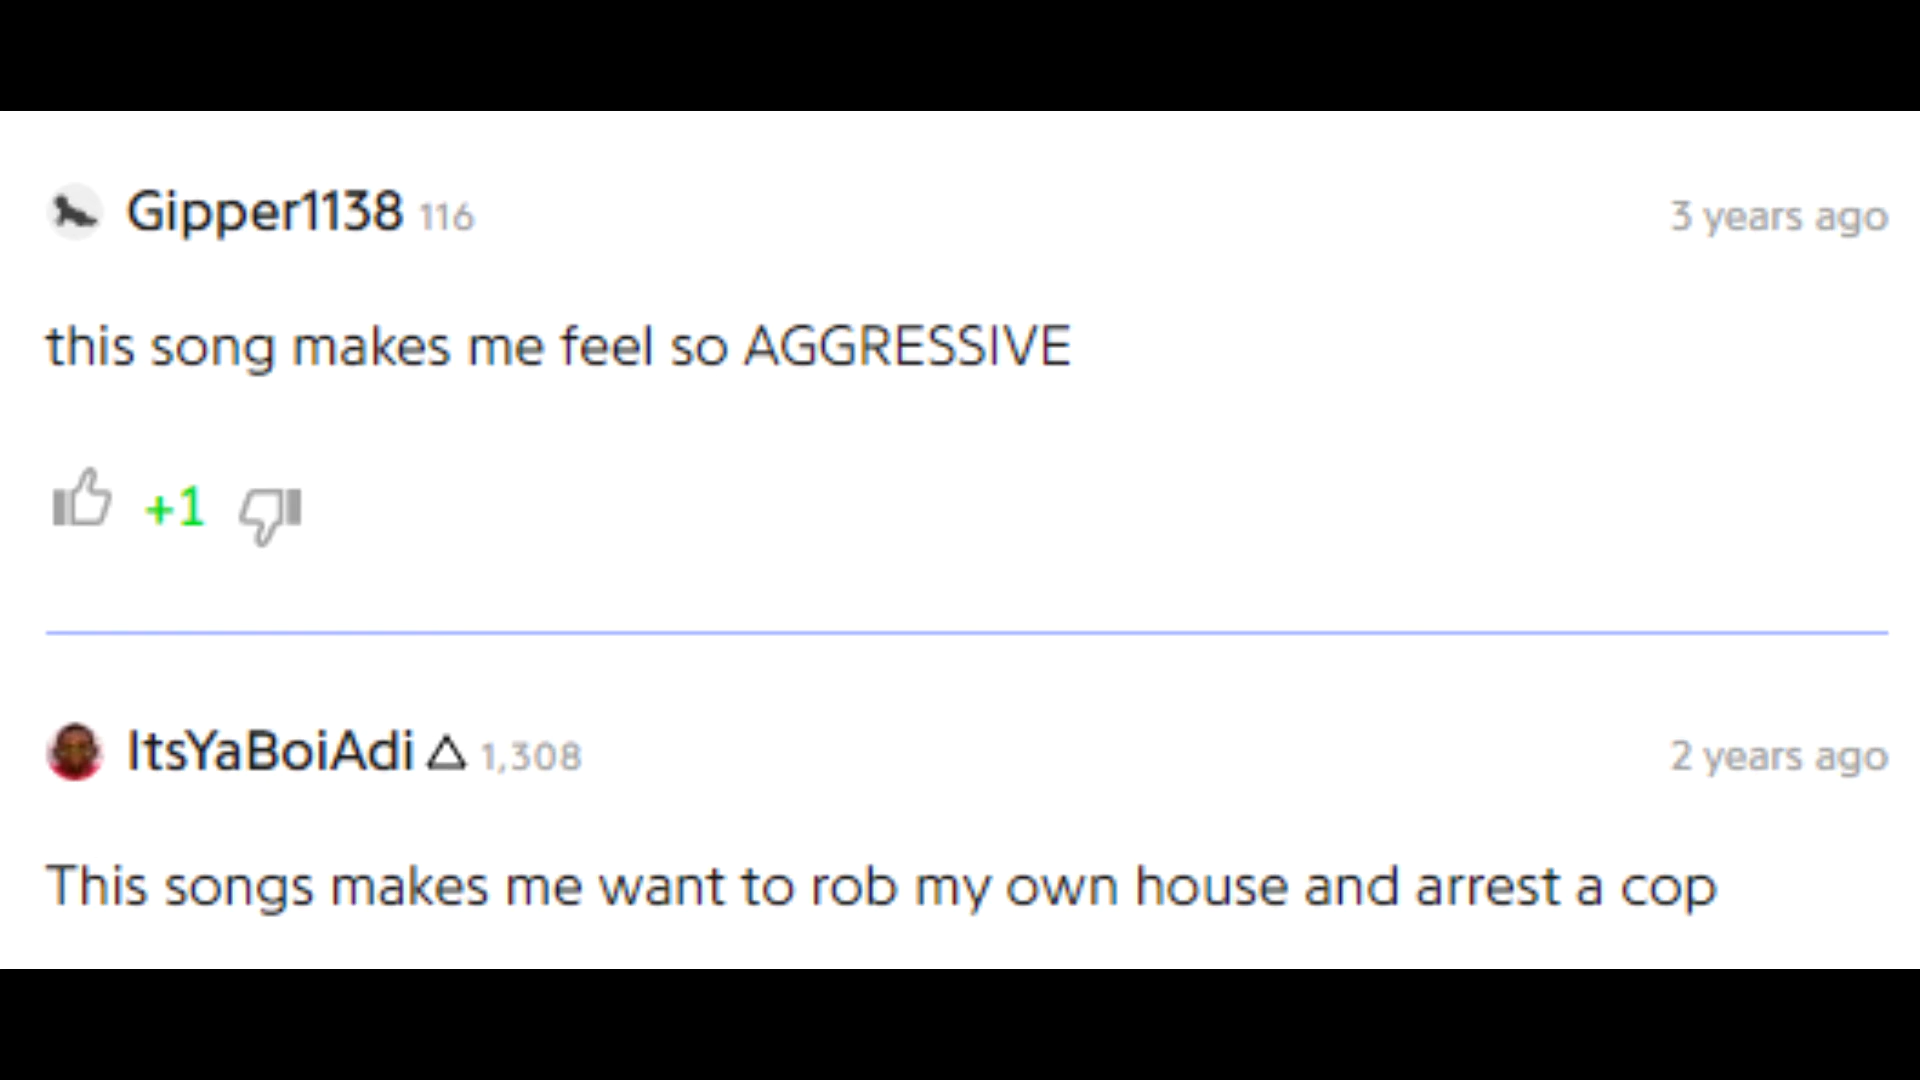 Gipper1138 116 3 years ago
this song makes me feel so AGGRESSIVE
+1
ItsYaBoiAdi △ 1,308 2 years ago
This songs makes me want to rob my own house and arrest a cop